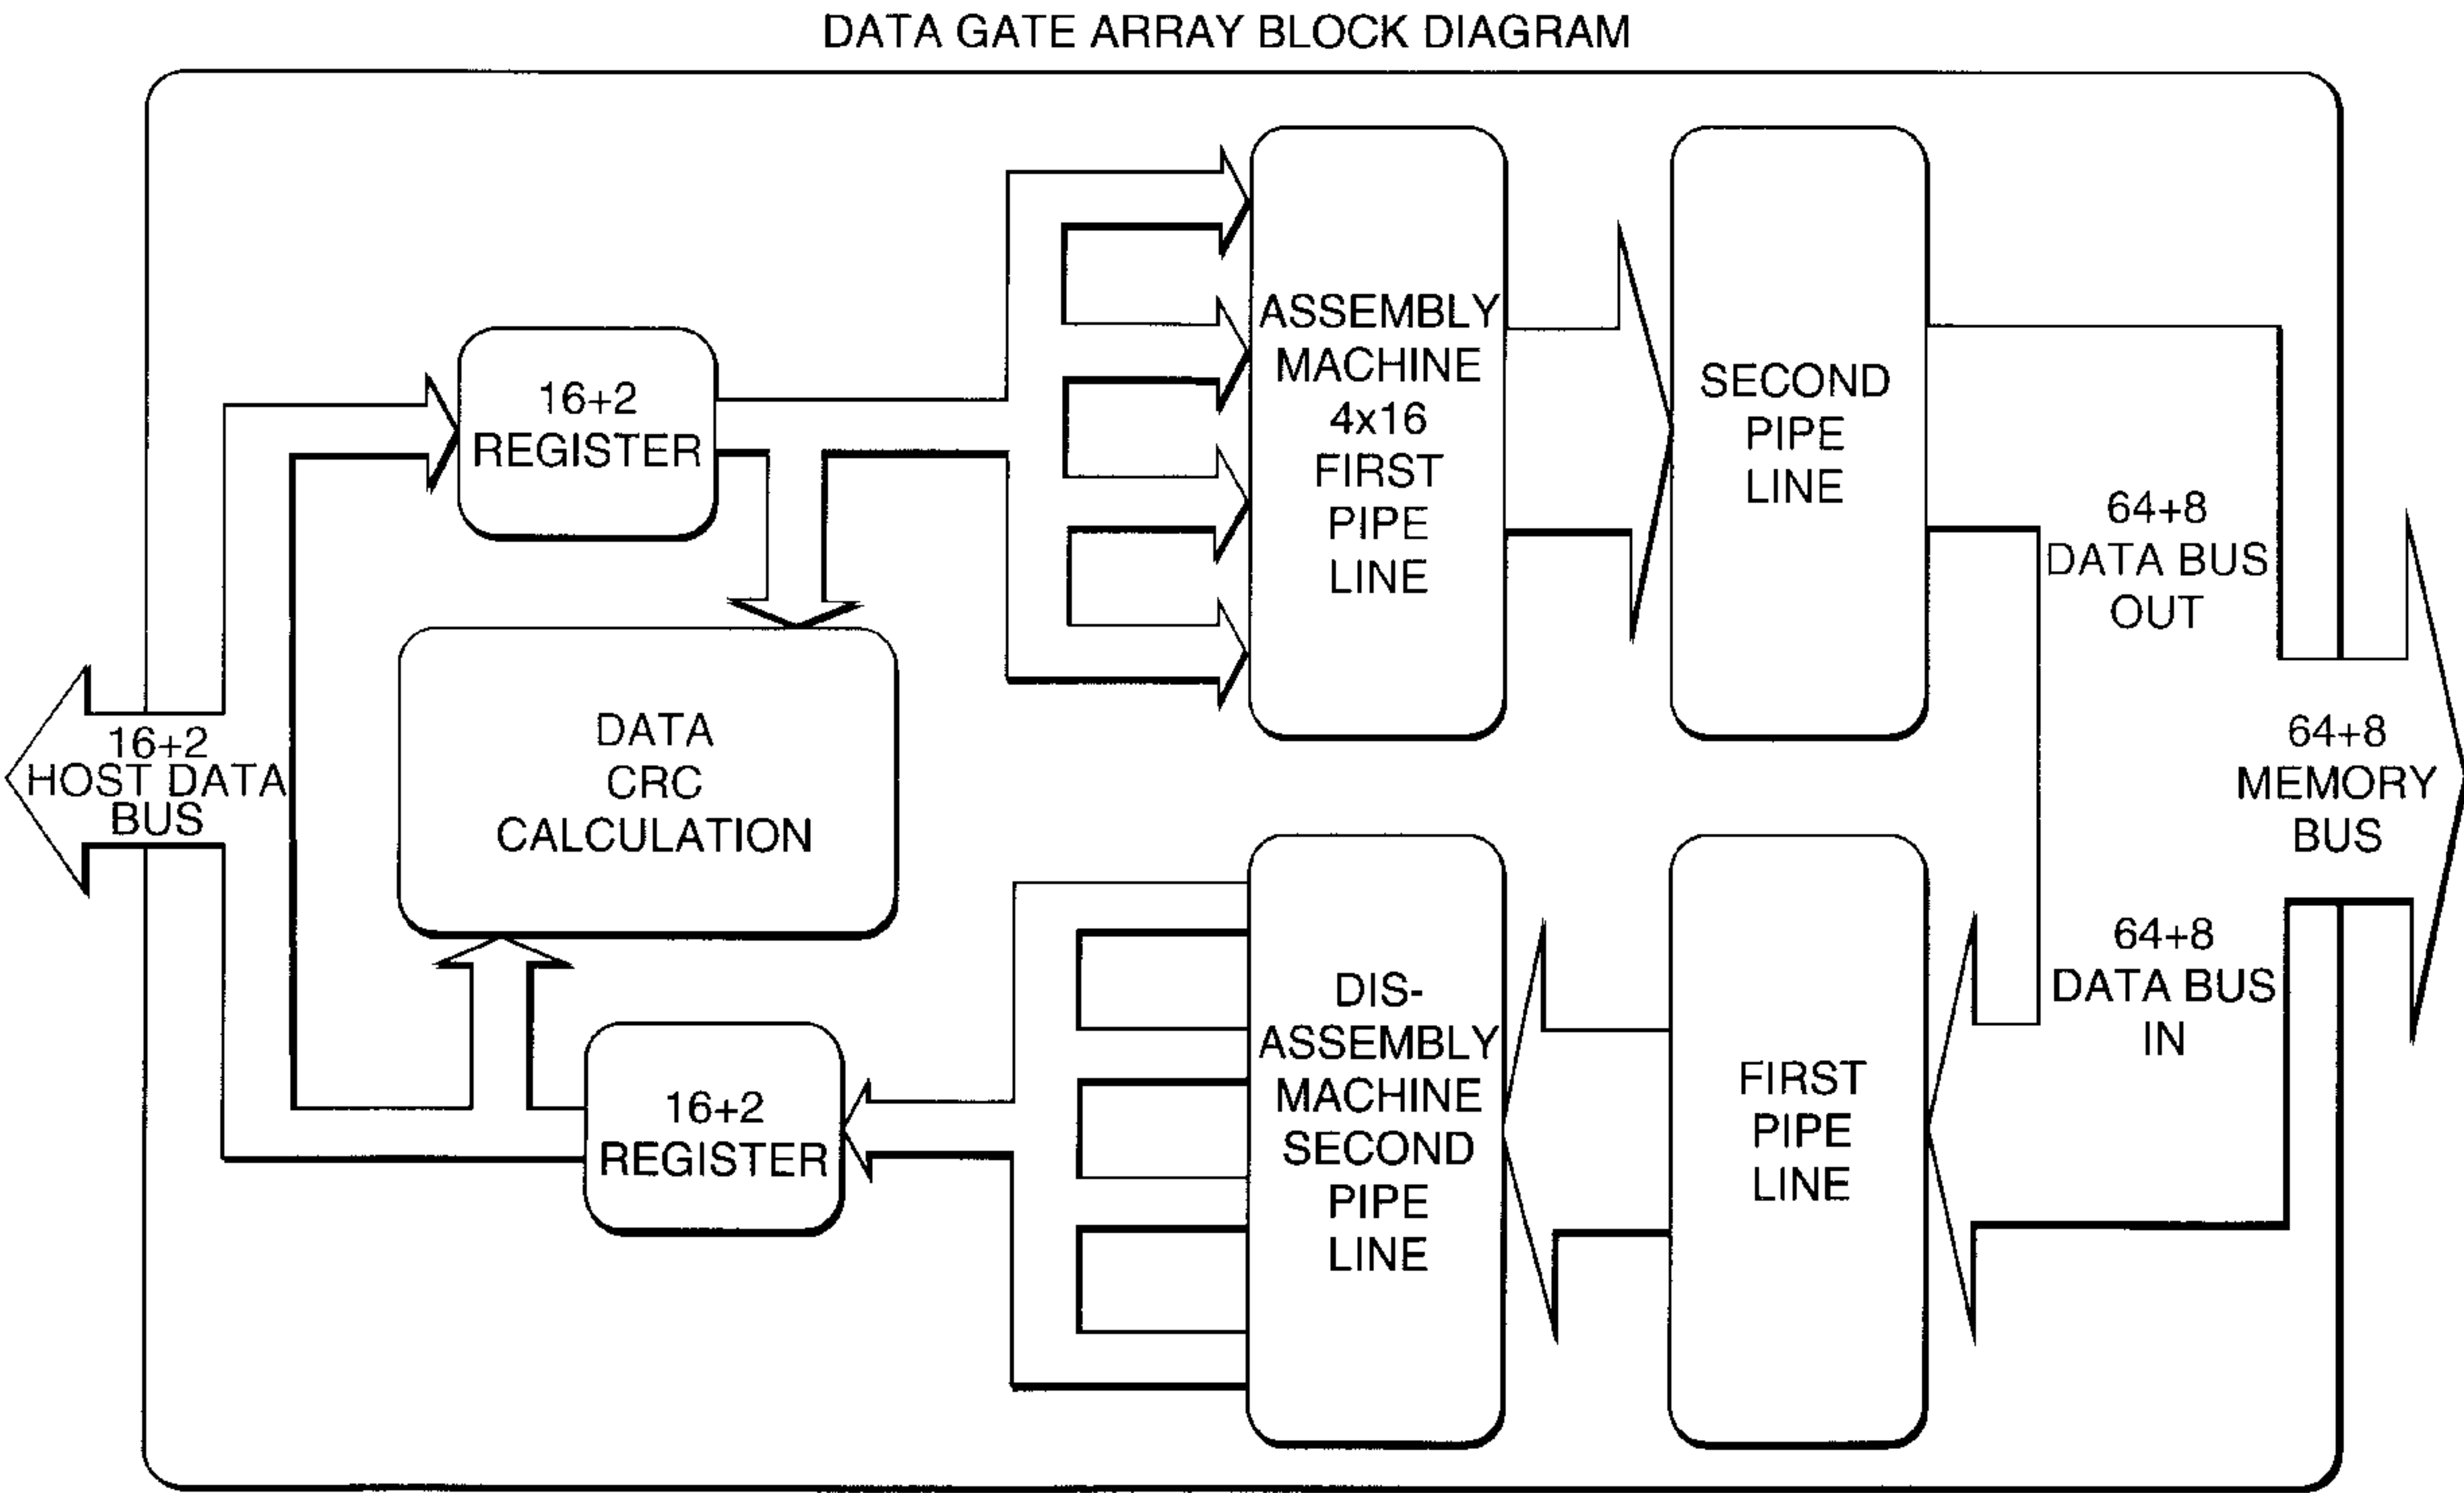 DATA GATE ARRAY BLOCK DIAGRAM
16+2
REGISTER
ASSEMBLY
MACHINE
4x16
FIRST
PIPE
LINE
SECOND
PIPE
LINE
64+8
DATA BUS
OUT
16+2
HOST DATA
BUS
DATA
CRC
CALCULATION
64+8
MEMORY
BUS
16+2
REGISTER
DIS-
ASSEMBLY
MACHINE
SECOND
PIPE
LINE
FIRST
PIPE
LINE
64+8
DATA BUS
IN